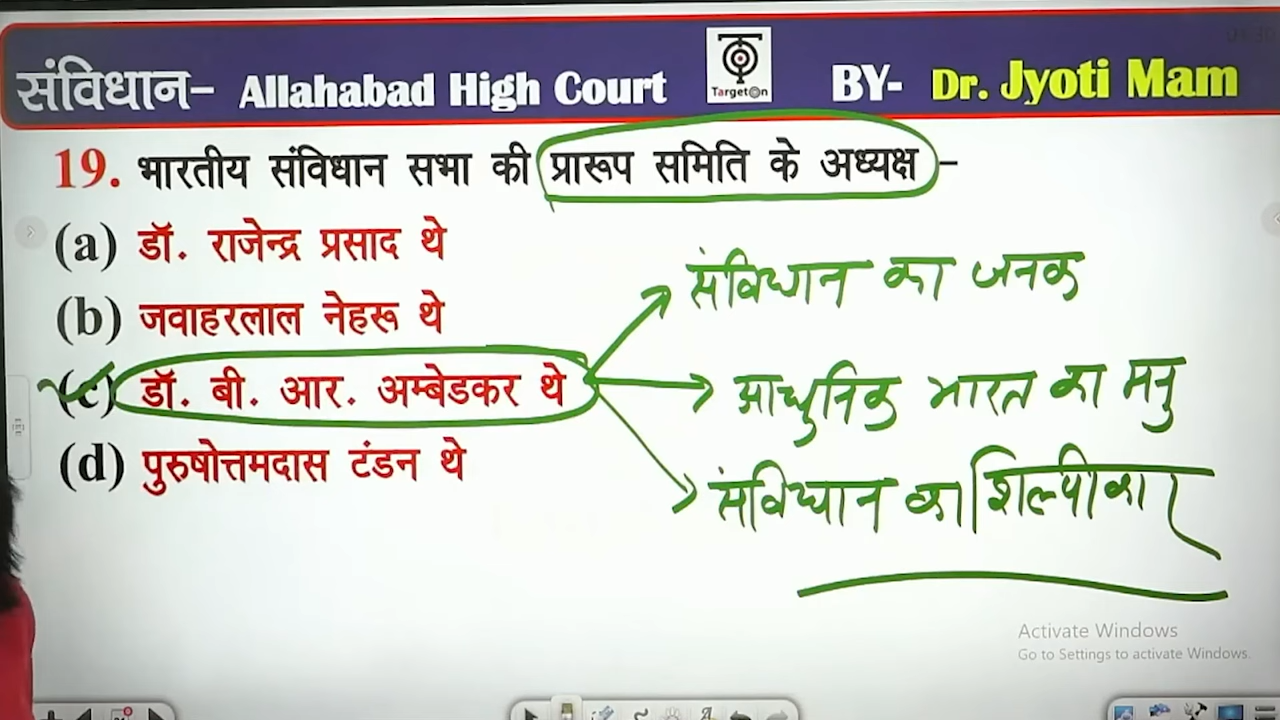 संविधान– Allahabad High Court TargetOn BY- Dr. Jyoti Mam
19. भारतीय संविधान सभा की प्रारूप समिति के अध्यक्ष –
(a) डॉ. राजेन्द्र प्रसाद थे
(b) जवाहरलाल नेहरू थे
(c) डॉ. बी. आर. अम्बेडकर थे
(d) पुरुषोत्तमदास टंडन थे
संविधान का जनक
आधुनिक भारत का मनु
संविधान का शिल्पीकार
Activate Windows
Go to Settings to activate Windows.